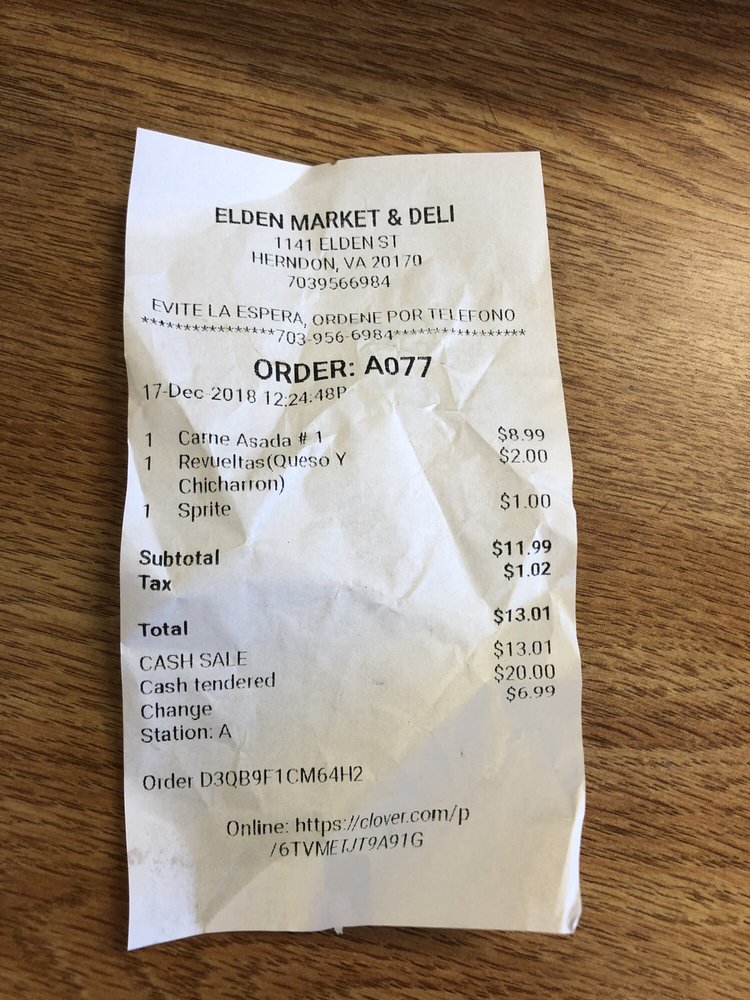 ELDEN MARKET & DELI
1141 ELDEN ST
HERNDON, VA 20170
7039566984
EVITE LA ESPERA, ORDENE POR TELEFONO
****************703-956-6984****************
ORDER: A077
17-Dec-2018 12:24:48P
1 Carne Asada # 1 $8.99
1 Revueltas(Queso Y $2.00
Chicharron)
1 Sprite $1.00
Subtotal $11.99
Tax $1.02
Total $13.01
CASH SALE $13.01
Cash tendered $20.00
Change $6.99
Station: A
Order D3QB9F1CM64H2
Online: https://clover.com/p